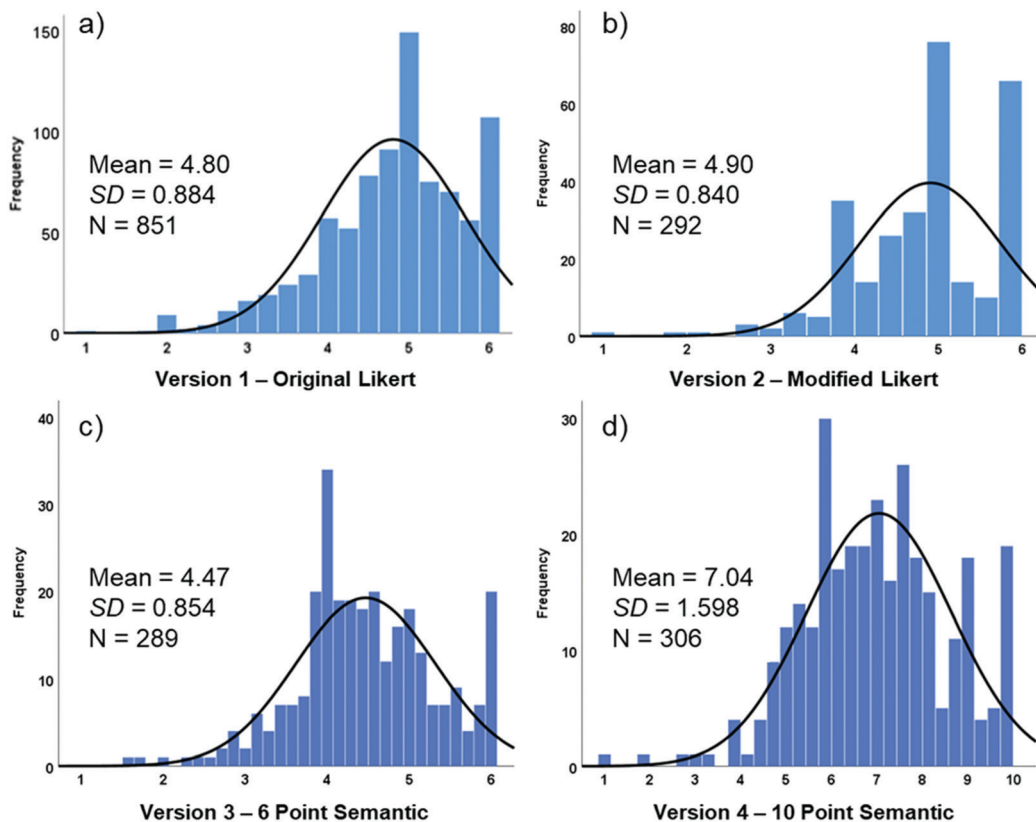 a)
150
100
50
0
Frequency
Mean = 4.80
SD = 0.884
N = 851
1 2 3 4 5 6
Version 1 – Original Likert
b)
80
60
40
20
0
Frequency
Mean = 4.90
SD = 0.840
N = 292
1 2 3 4 5 6
Version 2 – Modified Likert
c)
40
30
20
10
0
Frequency
Mean = 4.47
SD = 0.854
N = 289
1 2 3 4 5 6
Version 3 – 6 Point Semantic
d)
30
20
10
0
Frequency
Mean = 7.04
SD = 1.598
N = 306
1 2 3 4 5 6 7 8 9 10
Version 4 – 10 Point Semantic